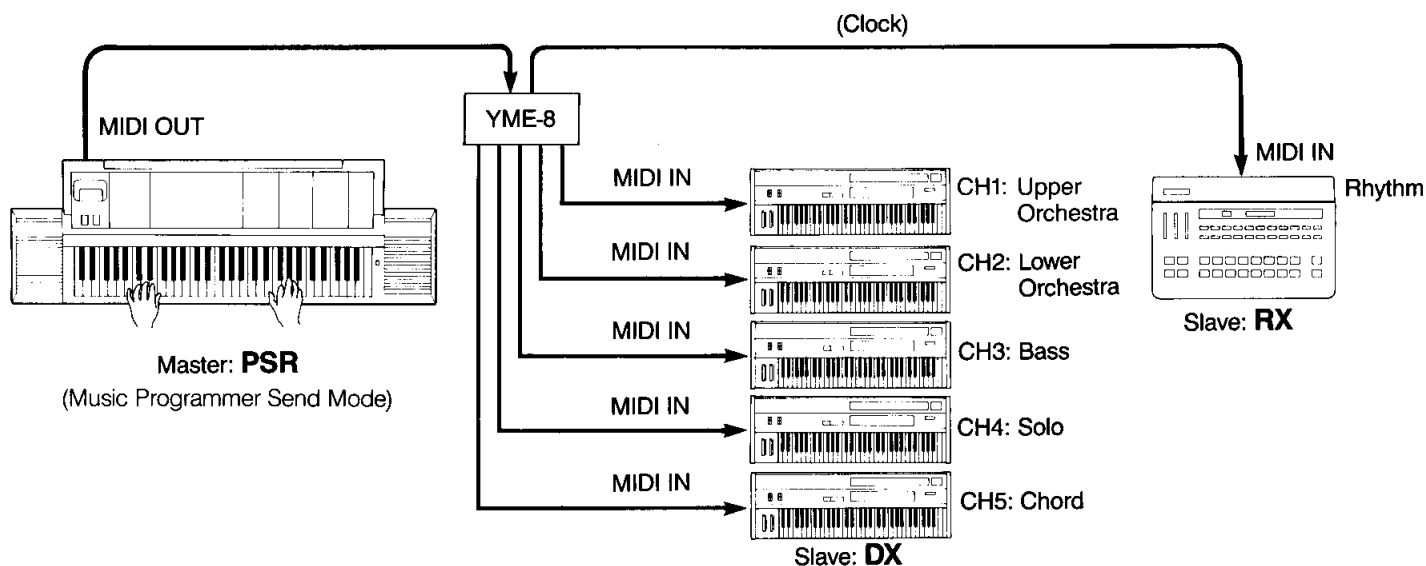 (Clock)
MIDI OUT
YME-8
MIDI IN
Rhythm
Slave: RX
MIDI IN
CH1: Upper
Orchestra
MIDI IN
CH2: Lower
Orchestra
MIDI IN
CH3: Bass
MIDI IN
CH4: Solo
MIDI IN
CH5: Chord
Slave: DX
Master: PSR
(Music Programmer Send Mode)